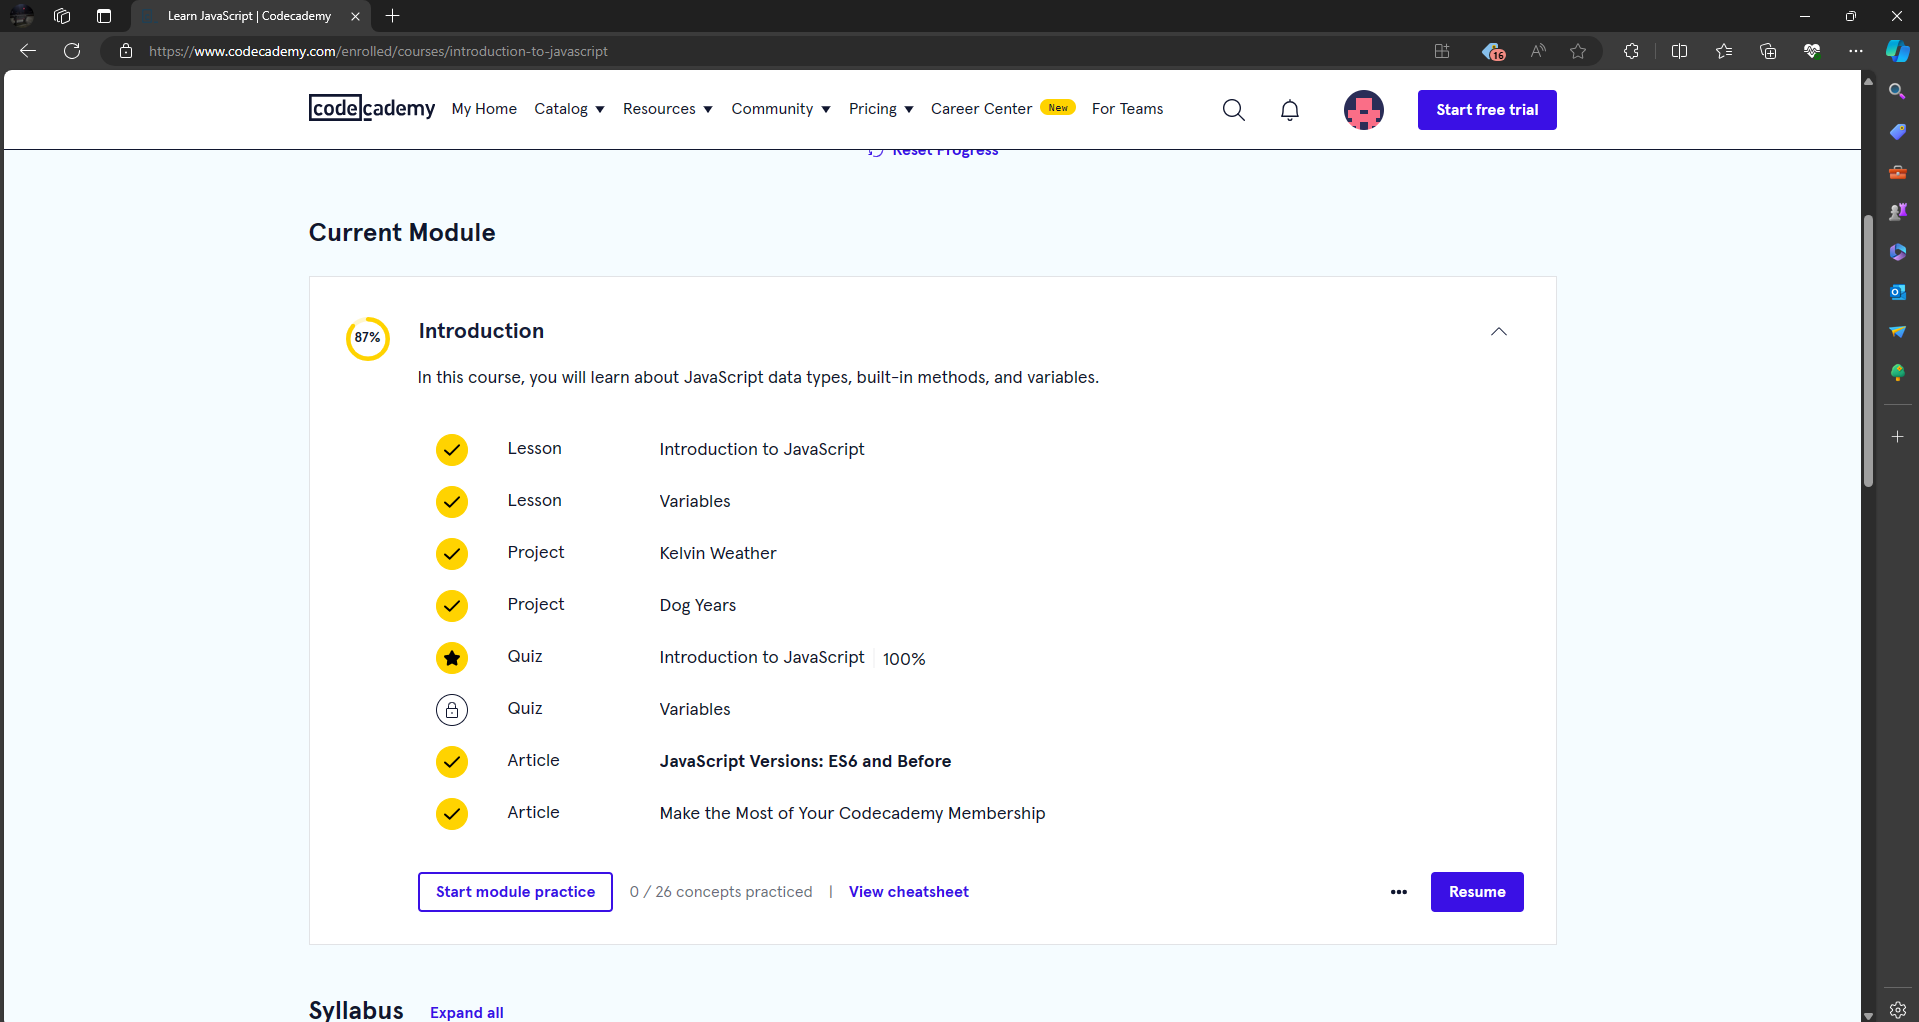 Learn JavaScript | Codecademy
https://www.codecademy.com/enrolled/courses/introduction-to-javascript
16
codecademy My Home Catalog Resources Community Pricing Career Center New For Teams Start free trial
Reset Progress
Current Module
87% Introduction
In this course, you will learn about JavaScript data types, built-in methods, and variables.
Lesson Introduction to JavaScript
Lesson Variables
Project Kelvin Weather
Project Dog Years
Quiz Introduction to JavaScript 100%
Quiz Variables
Article JavaScript Versions: ES6 and Before
Article Make the Most of Your Codecademy Membership
Start module practice 0 / 26 concepts practiced | View cheatsheet ••• Resume
Syllabus Expand all